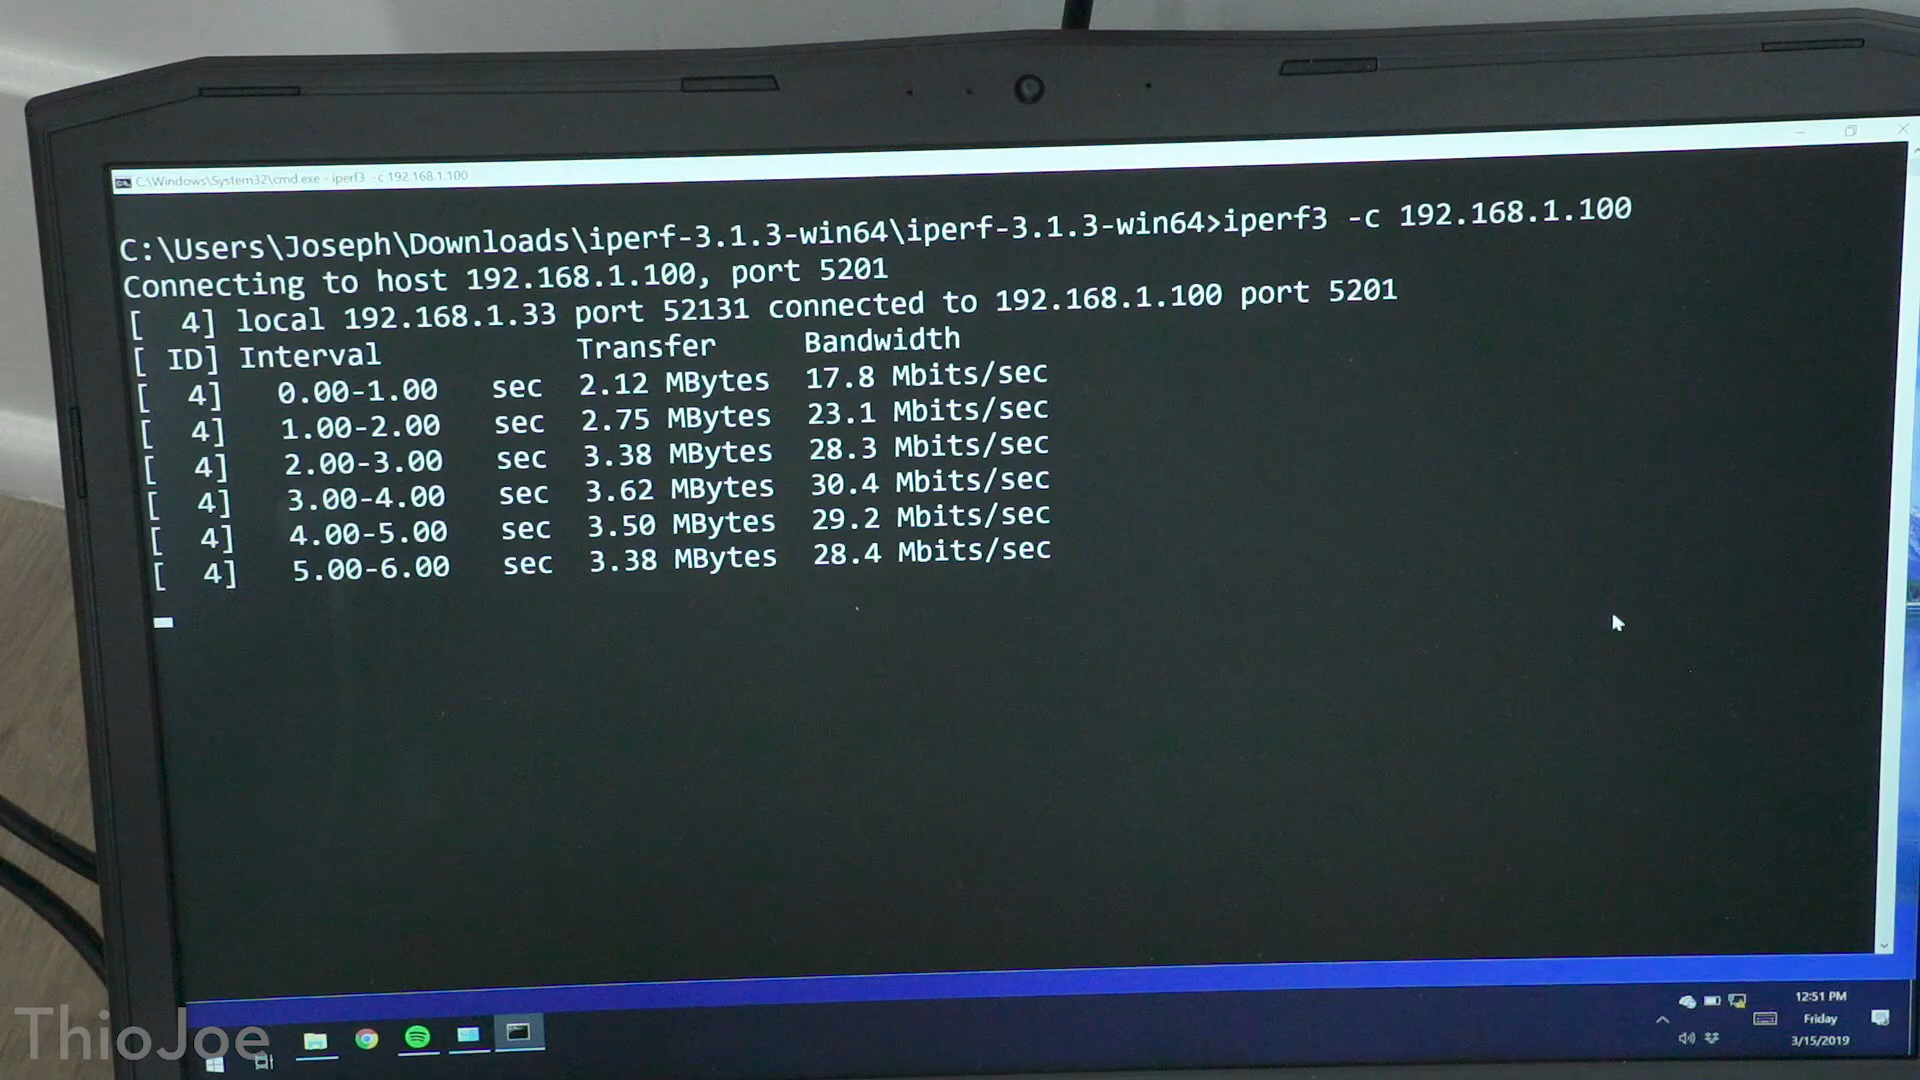 C:\Windows\System32\cmd.exe - iperf3 -c 192.168.1.100
C:\Users\Joseph\Downloads\iperf-3.1.3-win64\iperf-3.1.3-win64>iperf3 -c 192.168.1.100
Connecting to host 192.168.1.100, port 5201
[  4] local 192.168.1.33 port 52131 connected to 192.168.1.100 port 5201
[ ID] Interval           Transfer     Bandwidth
[  4]   0.00-1.00   sec  2.12 MBytes  17.8 Mbits/sec
[  4]   1.00-2.00   sec  2.75 MBytes  23.1 Mbits/sec
[  4]   2.00-3.00   sec  3.38 MBytes  28.3 Mbits/sec
[  4]   3.00-4.00   sec  3.62 MBytes  30.4 Mbits/sec
[  4]   4.00-5.00   sec  3.50 MBytes  29.2 Mbits/sec
[  4]   5.00-6.00   sec  3.38 MBytes  28.4 Mbits/sec
ThioJoe
12:51 PM
Friday
3/15/2019